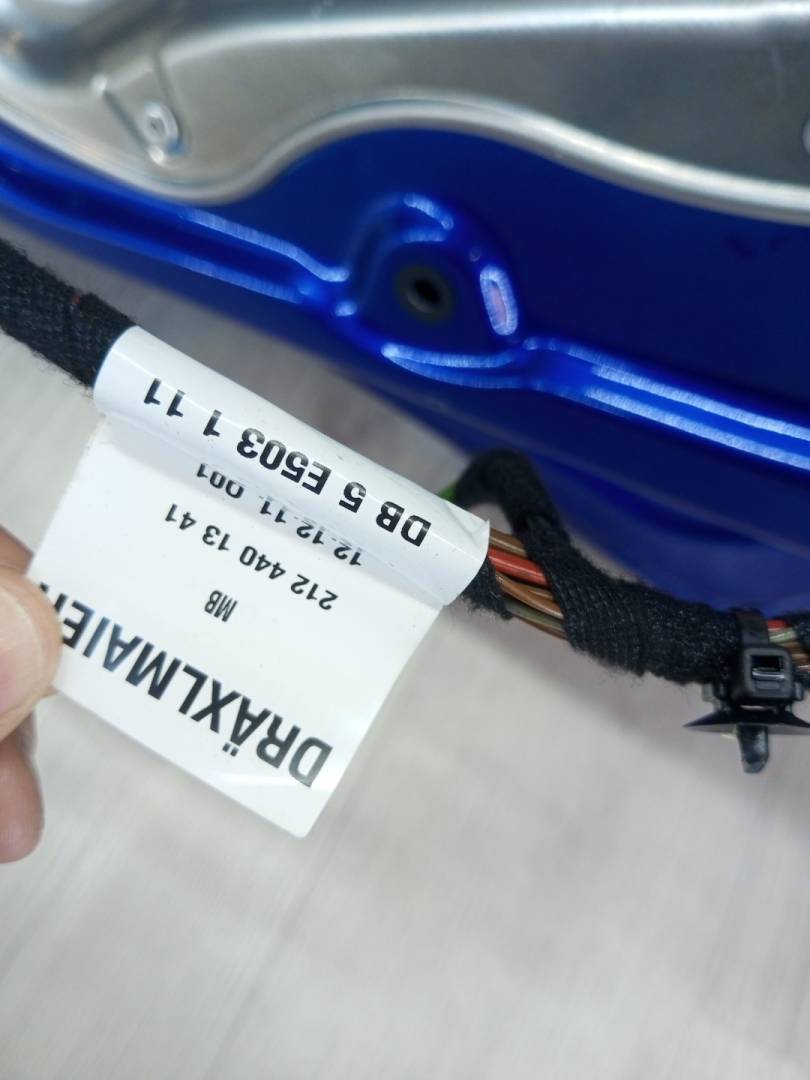 DRÄXLMAIER
MB
212 440 13 41
12.12.11. 001
DB 5 E503 1 11